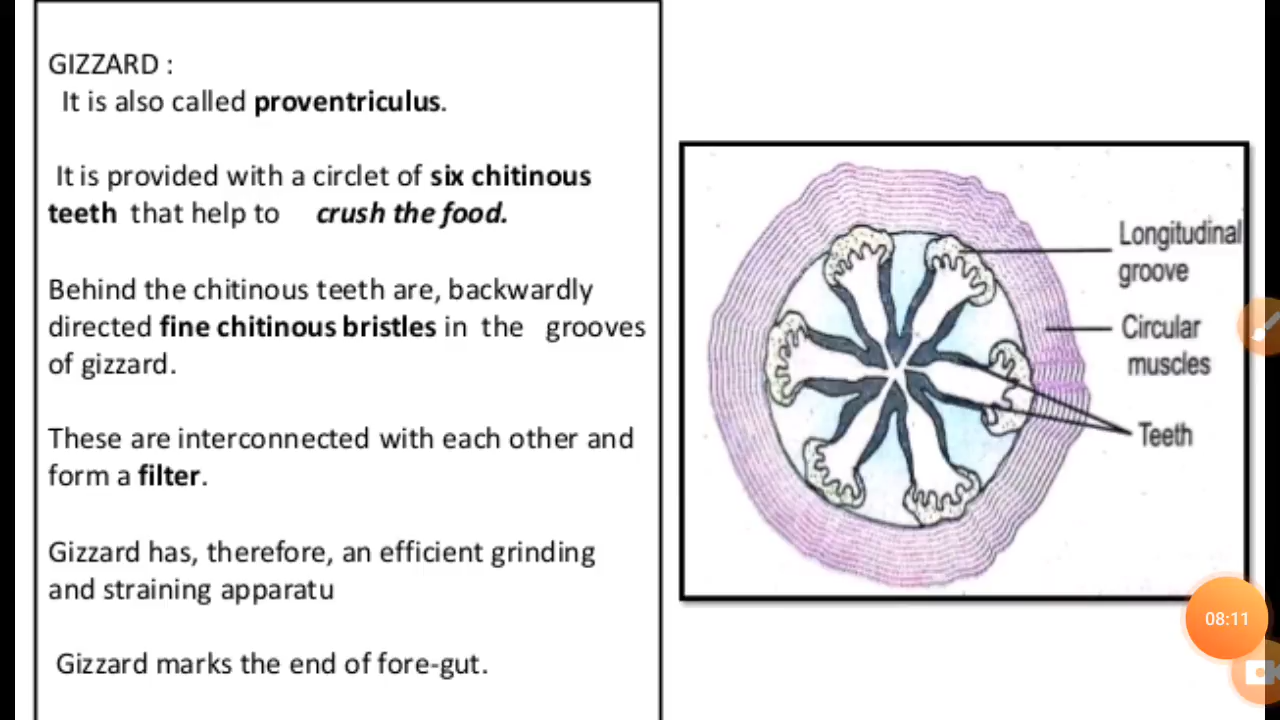 GIZZARD :
It is also called proventriculus.
It is provided with a circlet of six chitinous
teeth that help to crush the food.
Behind the chitinous teeth are, backwardly
directed fine chitinous bristles in the grooves
of gizzard.
These are interconnected with each other and
form a filter.
Gizzard has, therefore, an efficient grinding
and straining apparatu
Gizzard marks the end of fore-gut.
Longitudinal
groove
Circular
muscles
Teeth
08:11